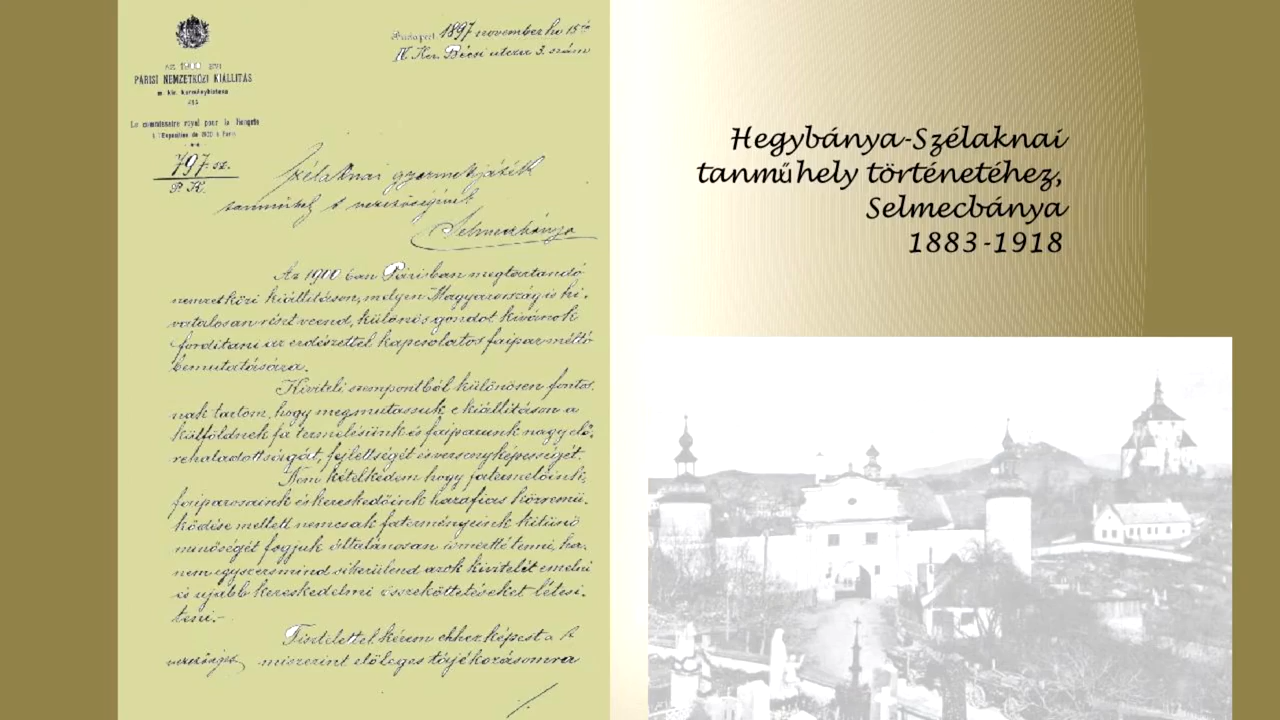 Az 1900 évi
PÁRISI NEMZETKÖZI KIÁLLÍTÁS
m. kir. kormánybiztosa
Le commissaire royal pour la Hongrie
à l'Exposition de 1900 à Paris
797. sz.
P. K.
Budapest, 1897 november hó 15
IV. Ker. Bécsi utcza 3. szám
Szélaknai gyermekjáték
tanműhely t. vezetőségének
Selmeczbánya
Az 1900 ban Párisban megtartandó
nemzetközi kiállításon, melyen Magyarország is hi-
vatalosan részt veend, különös gondot kívánok
fordítani az erdészettel kapcsolatos faipar méltó
bemutatására.
Kiviteli szempontból különösen fontos-
nak tartom, hogy megmutassuk e kiállításon a
külföldnek fa termelésünk és faiparunk nagy elő-
rehaladottságát, fejlettségét és versenyképességét.
Nem kételkedem hogy fatermelőink,
faiparosaink és kereskedőink hazafias közremű-
ködése mellett nemcsak faterményeink kitünő
minőségét fogjuk általánosan ismertté tenni, ha-
nem egyszersmind sikerülend azok kivitelét emelni
és ujabb kereskedelmi összeköttetéseket létesi-
teni.-
Tisztelettel kérem ehhez képest a t.
vezetőséget, miszerint előleges tájékozásomra
Hegybánya-Szélaknai
tanműhely történetéhez,
Selmecbánya
1883-1918